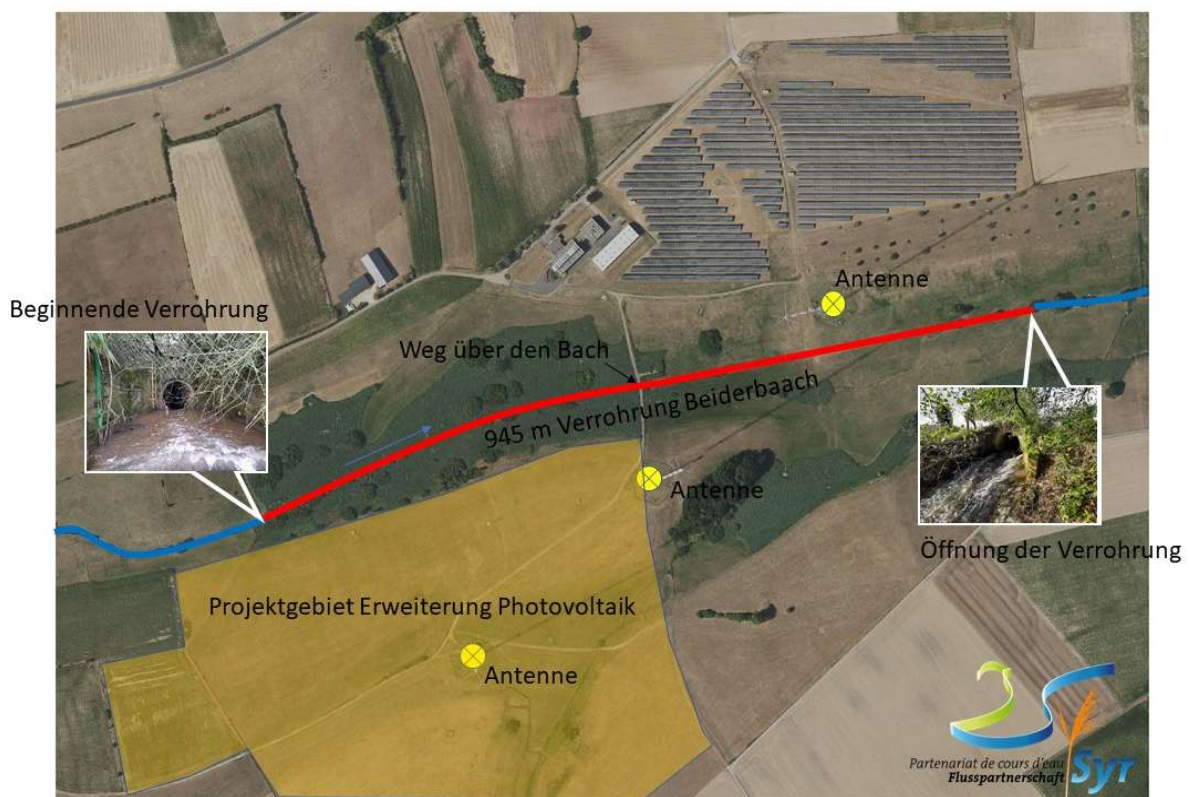 Antenne
Beginnende Verrohrung
Weg über den Bach
945 m Verrohrung Beiderbaach
Antenne
Öffnung der Verrohrung
Projektgebiet Erweiterung Photovoltaik
Antenne
Partenariat de cours d'eau
Flusspartnerschaft
Syr